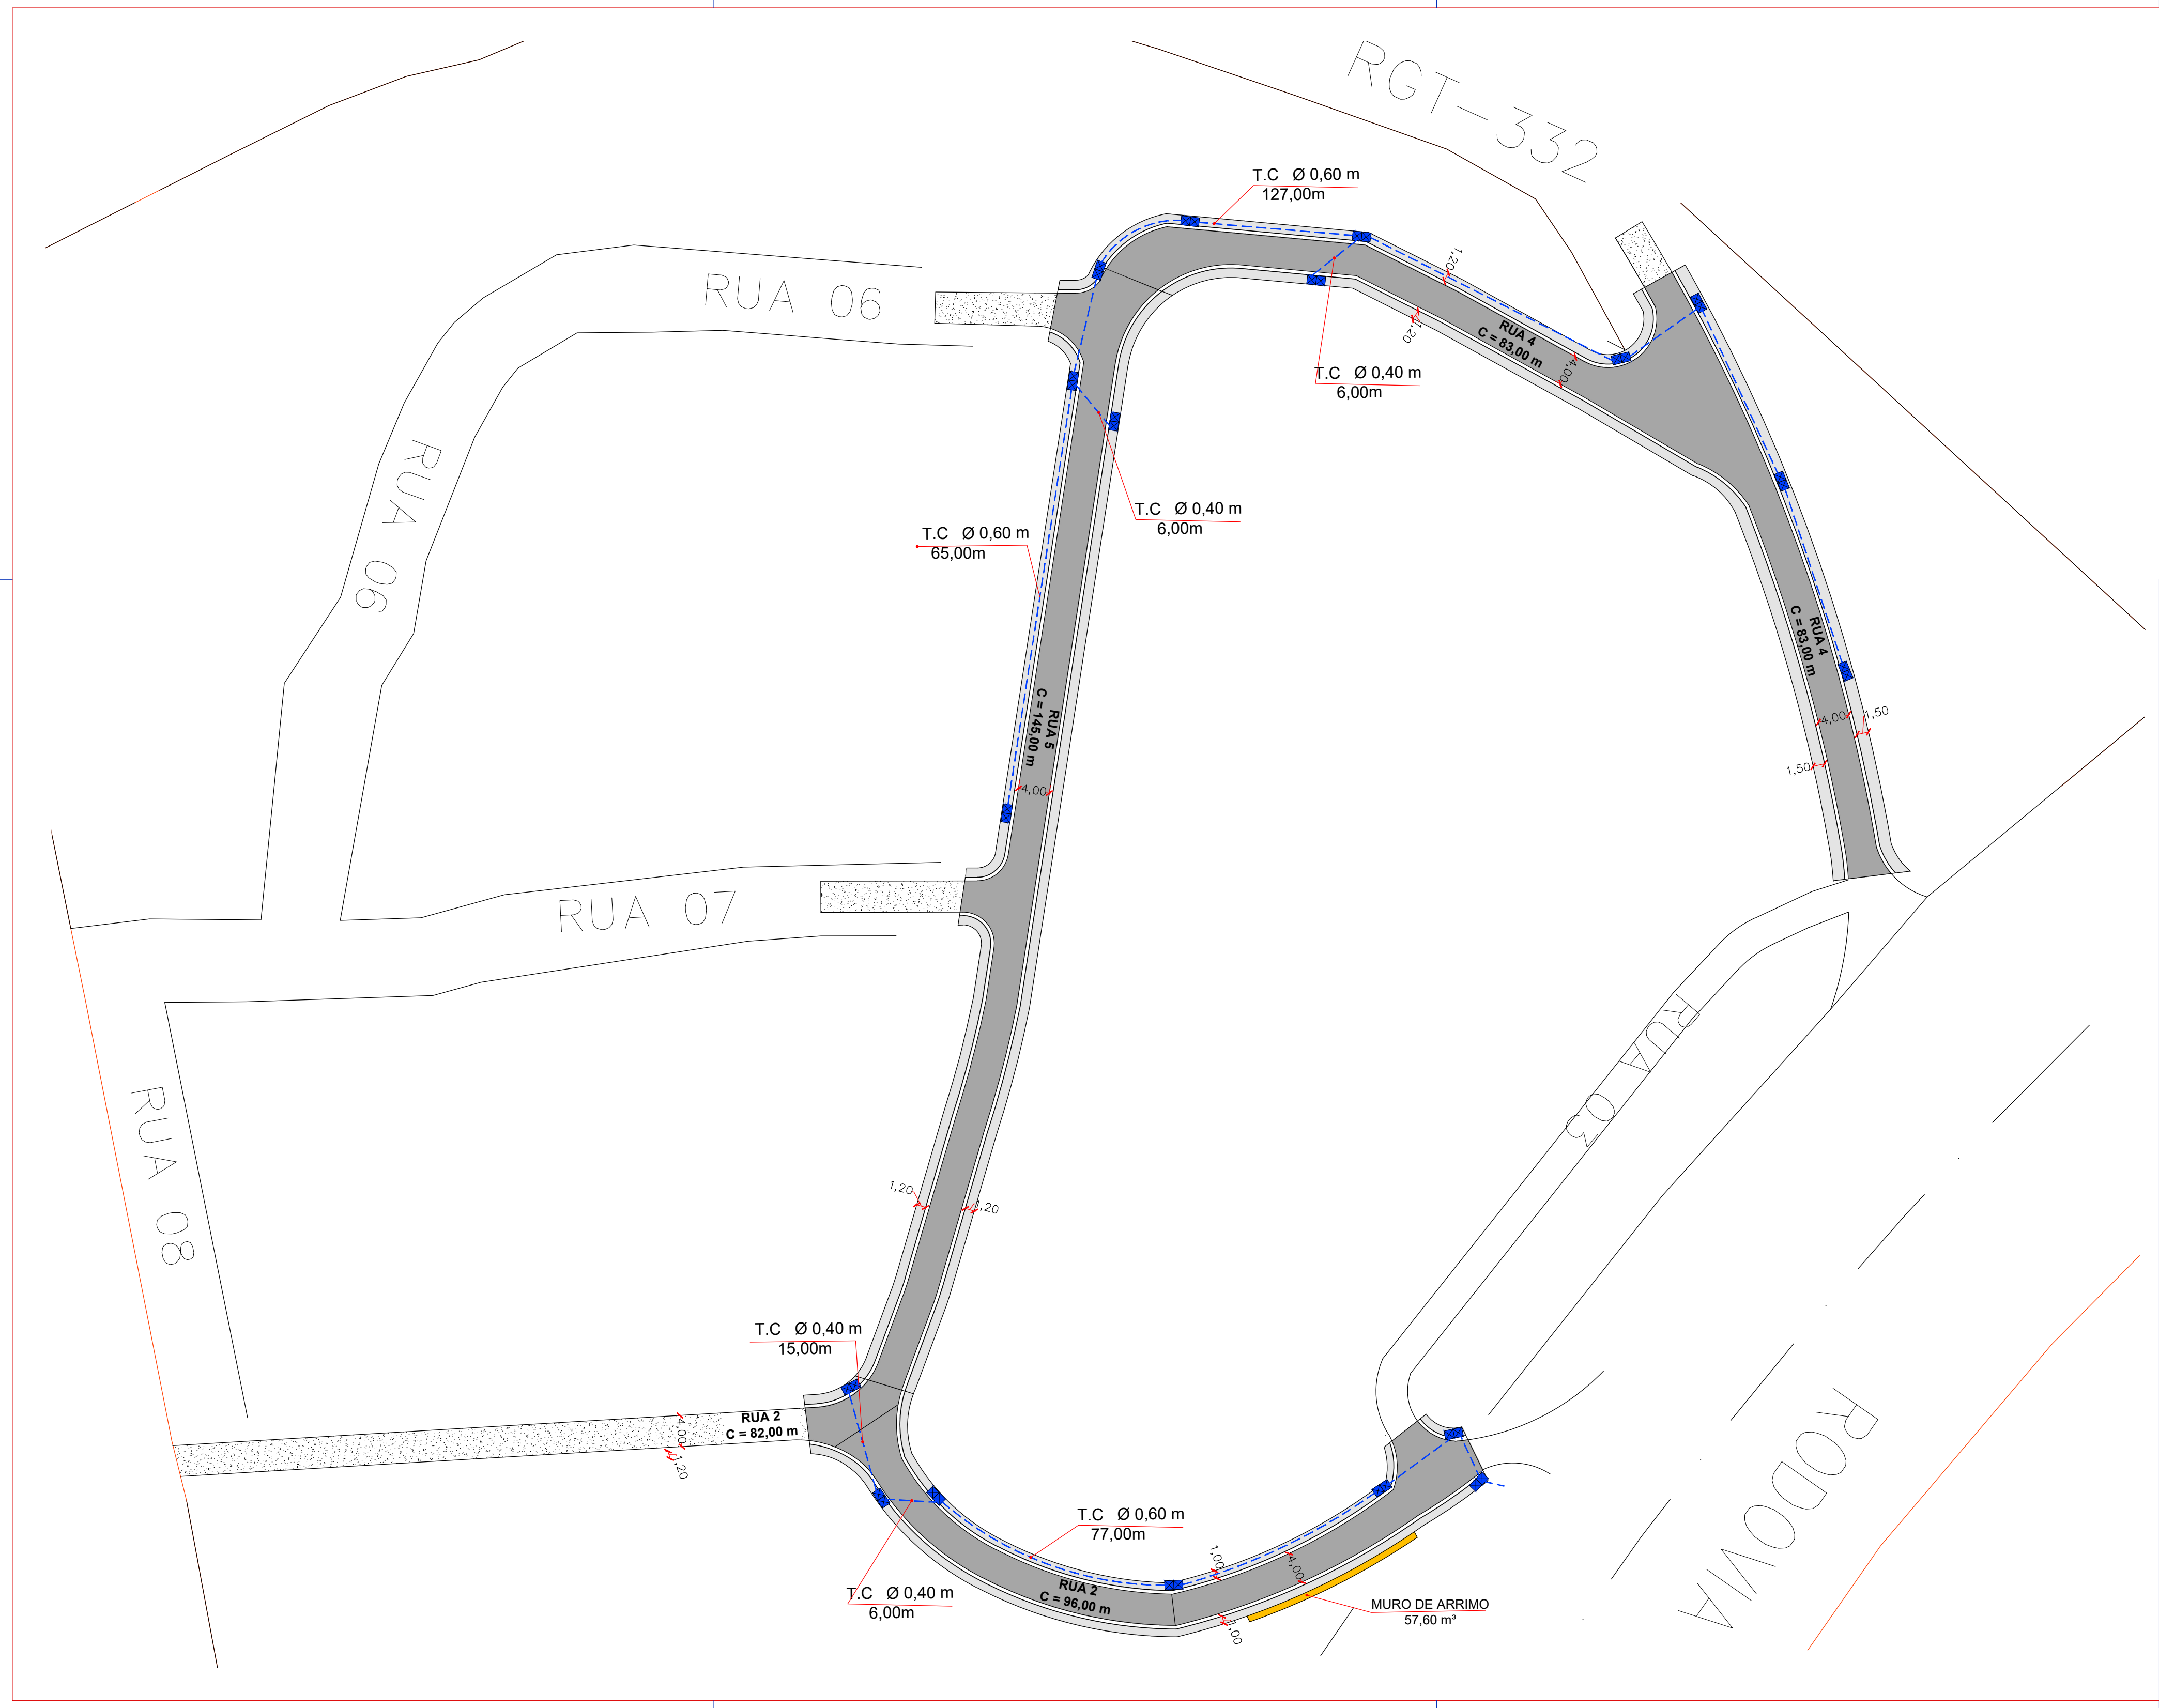 RGT-332
T.C Ø 0,60 m
127,00m
1,20
RUA 06
RUA 4
C = 83,00 m
1,20
4,00
T.C Ø 0,40 m
6,00m
RUA 06
T.C Ø 0,40 m
6,00m
T.C Ø 0,60 m
65,00m
RUA 4
C = 83,00 m
4,00
1,50
1,50
RUA 5
C = 145,00 m
4,00
RUA 07
RUA 03
RUA 08
1,20
1,20
T.C Ø 0,40 m
15,00m
4,00
RUA 2
C = 82,00 m
1,20
RODOVIA
T.C Ø 0,60 m
77,00m
1,00
4,00
T.C Ø 0,40 m
6,00m
RUA 2
C = 96,00 m
MURO DE ARRIMO
57,60 m³
1,00